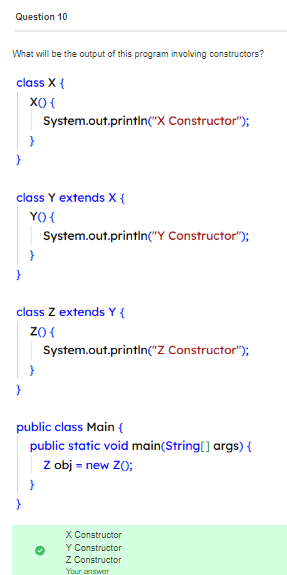 Question 10
What will be the output of this program involving constructors?
class X {
X() {
System.out.println("X Constructor");
}
}
class Y extends X {
Y() {
System.out.println("Y Constructor");
}
}
class Z extends Y {
Z() {
System.out.println("Z Constructor");
}
}
public class Main {
public static void main(String[] args) {
Z obj = new Z();
}
}
X Constructor
Y Constructor
Z Constructor
Your answer